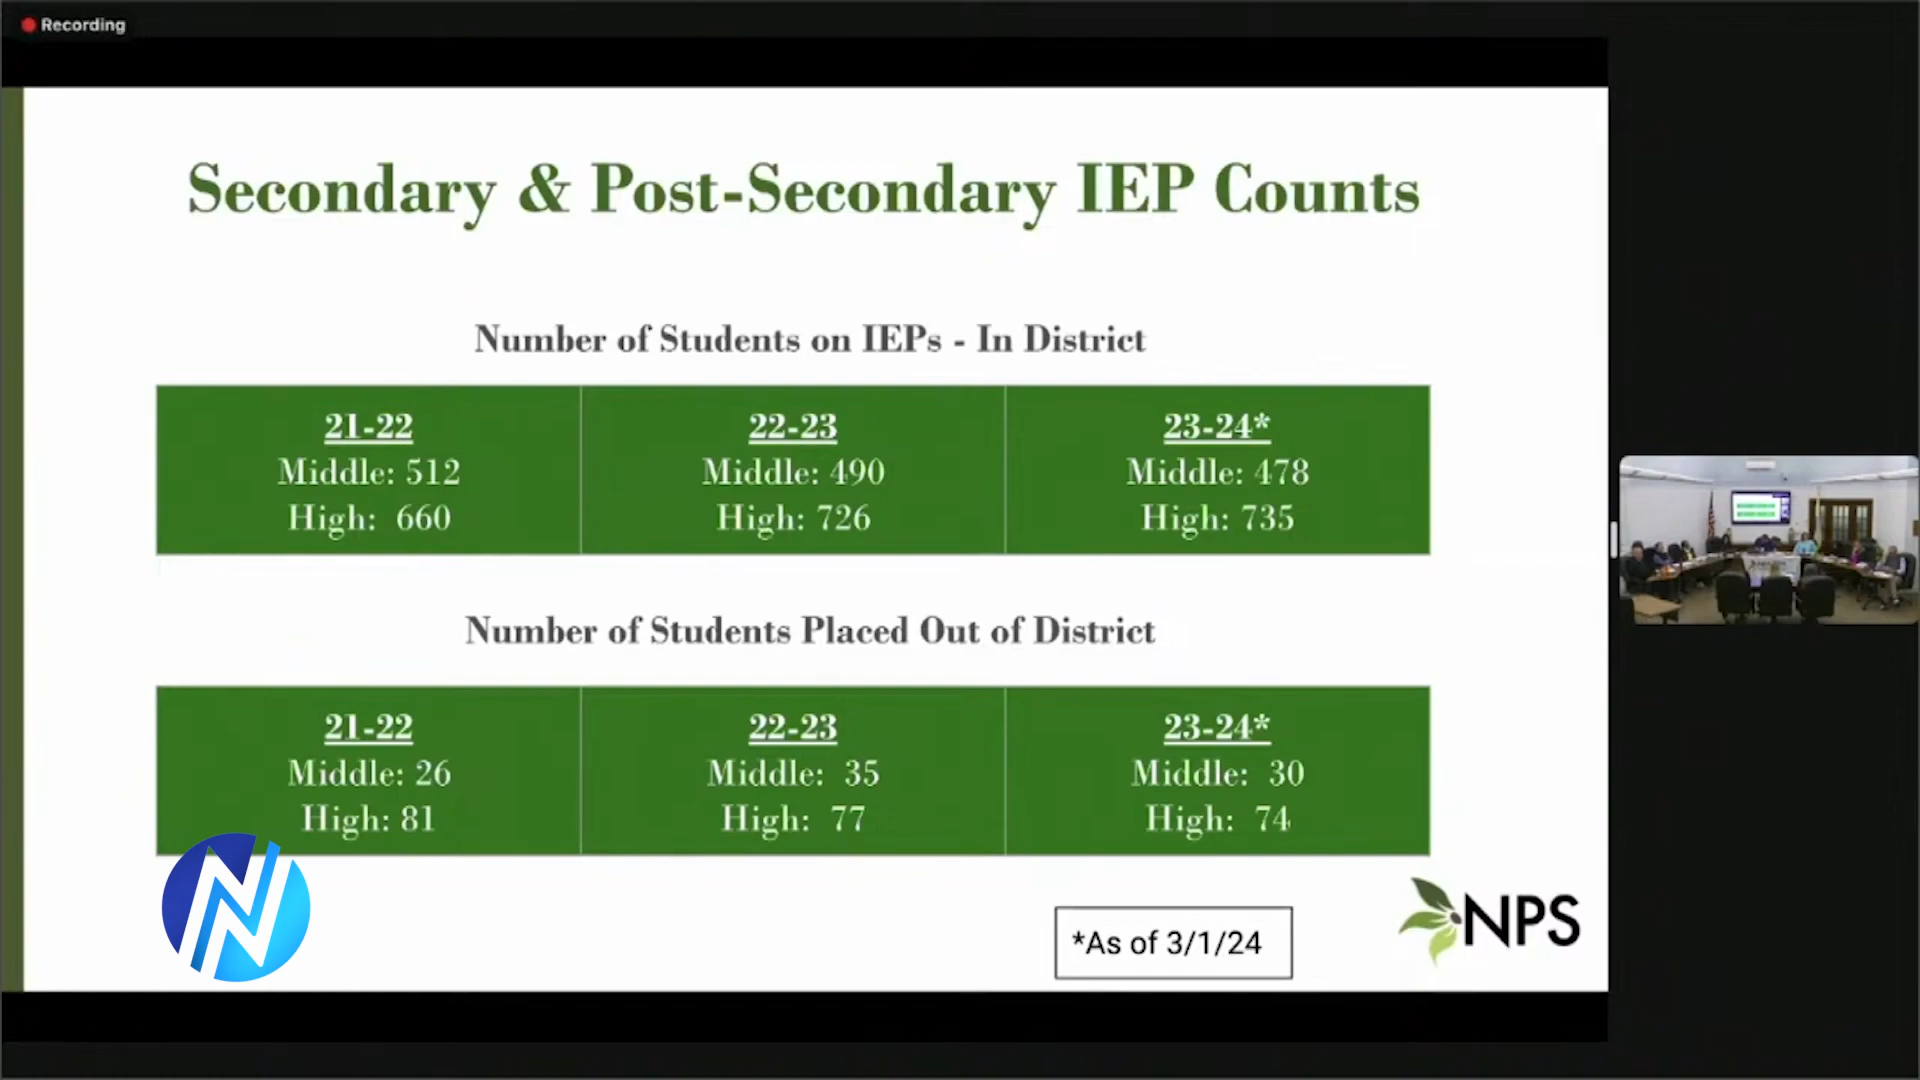 Recording
Secondary & Post-Secondary IEP Counts
Number of Students on IEPs - In District
21-22
Middle: 512
High: 660
22-23
Middle: 490
High: 726
23-24*
Middle: 478
High: 735
Number of Students Placed Out of District
21-22
Middle: 26
High: 81
22-23
Middle: 35
High: 77
23-24*
Middle: 30
High: 74
*As of 3/1/24
NPS